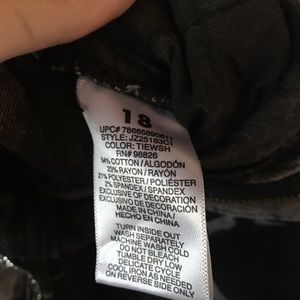 18
UPC# 78665890617
STYLE: JZ25183C1
COLOR: TIEWSH
RN# 98826
54% COTTON / ALGODÓN
23% RAYON / RAYÓN
21% POLYESTER / POLIÉSTER
2% SPANDEX / SPANDEX
EXCLUSIVE OF DECORATION
EXCLUSIVO DE DECORACIÓN
MADE IN CHINA /
HECHO EN CHINA
TURN INSIDE OUT
WASH SEPARATELY
MACHINE WASH COLD
DO NOT BLEACH
TUMBLE DRY LOW
DELICATE CYCLE
COOL IRON AS NEEDED
ON REVERSE SIDE ONLY